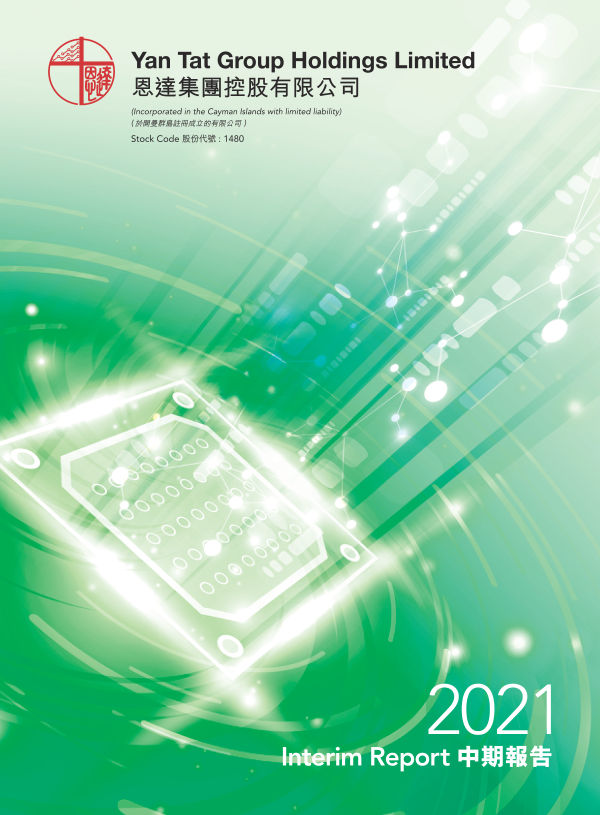 恩達
Yan Tat Group Holdings Limited
恩達集團控股有限公司
(Incorporated in the Cayman Islands with limited liability)
(於開曼群島註冊成立的有限公司)
Stock Code 股份代號 : 1480
2021
Interim Report 中期報告